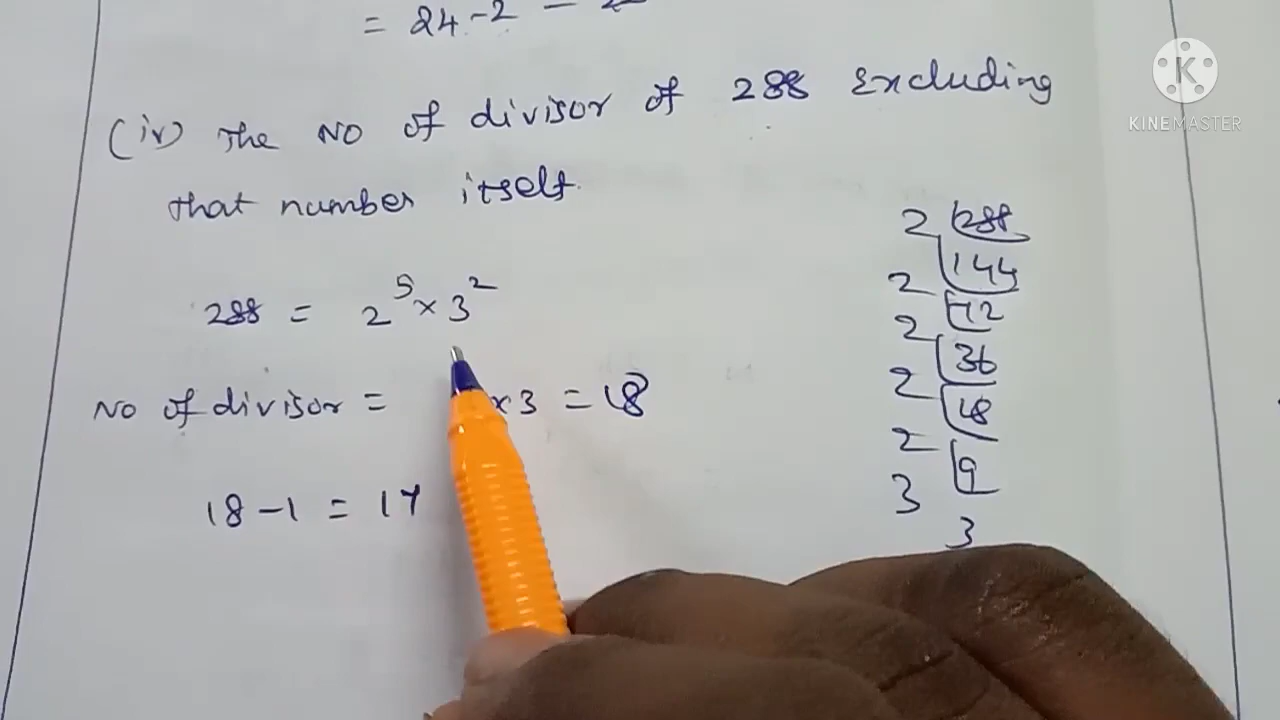 = 24-2 =
(iv) The NO of divisor of 288 Excluding
that number itself.
288 = 2^5 × 3^2
NO of divisor = ×3 = 18
18-1 = 17
2 | 288
2 | 144
2 | 72
2 | 36
2 | 18
3 | 9
3
K
KINEMASTER